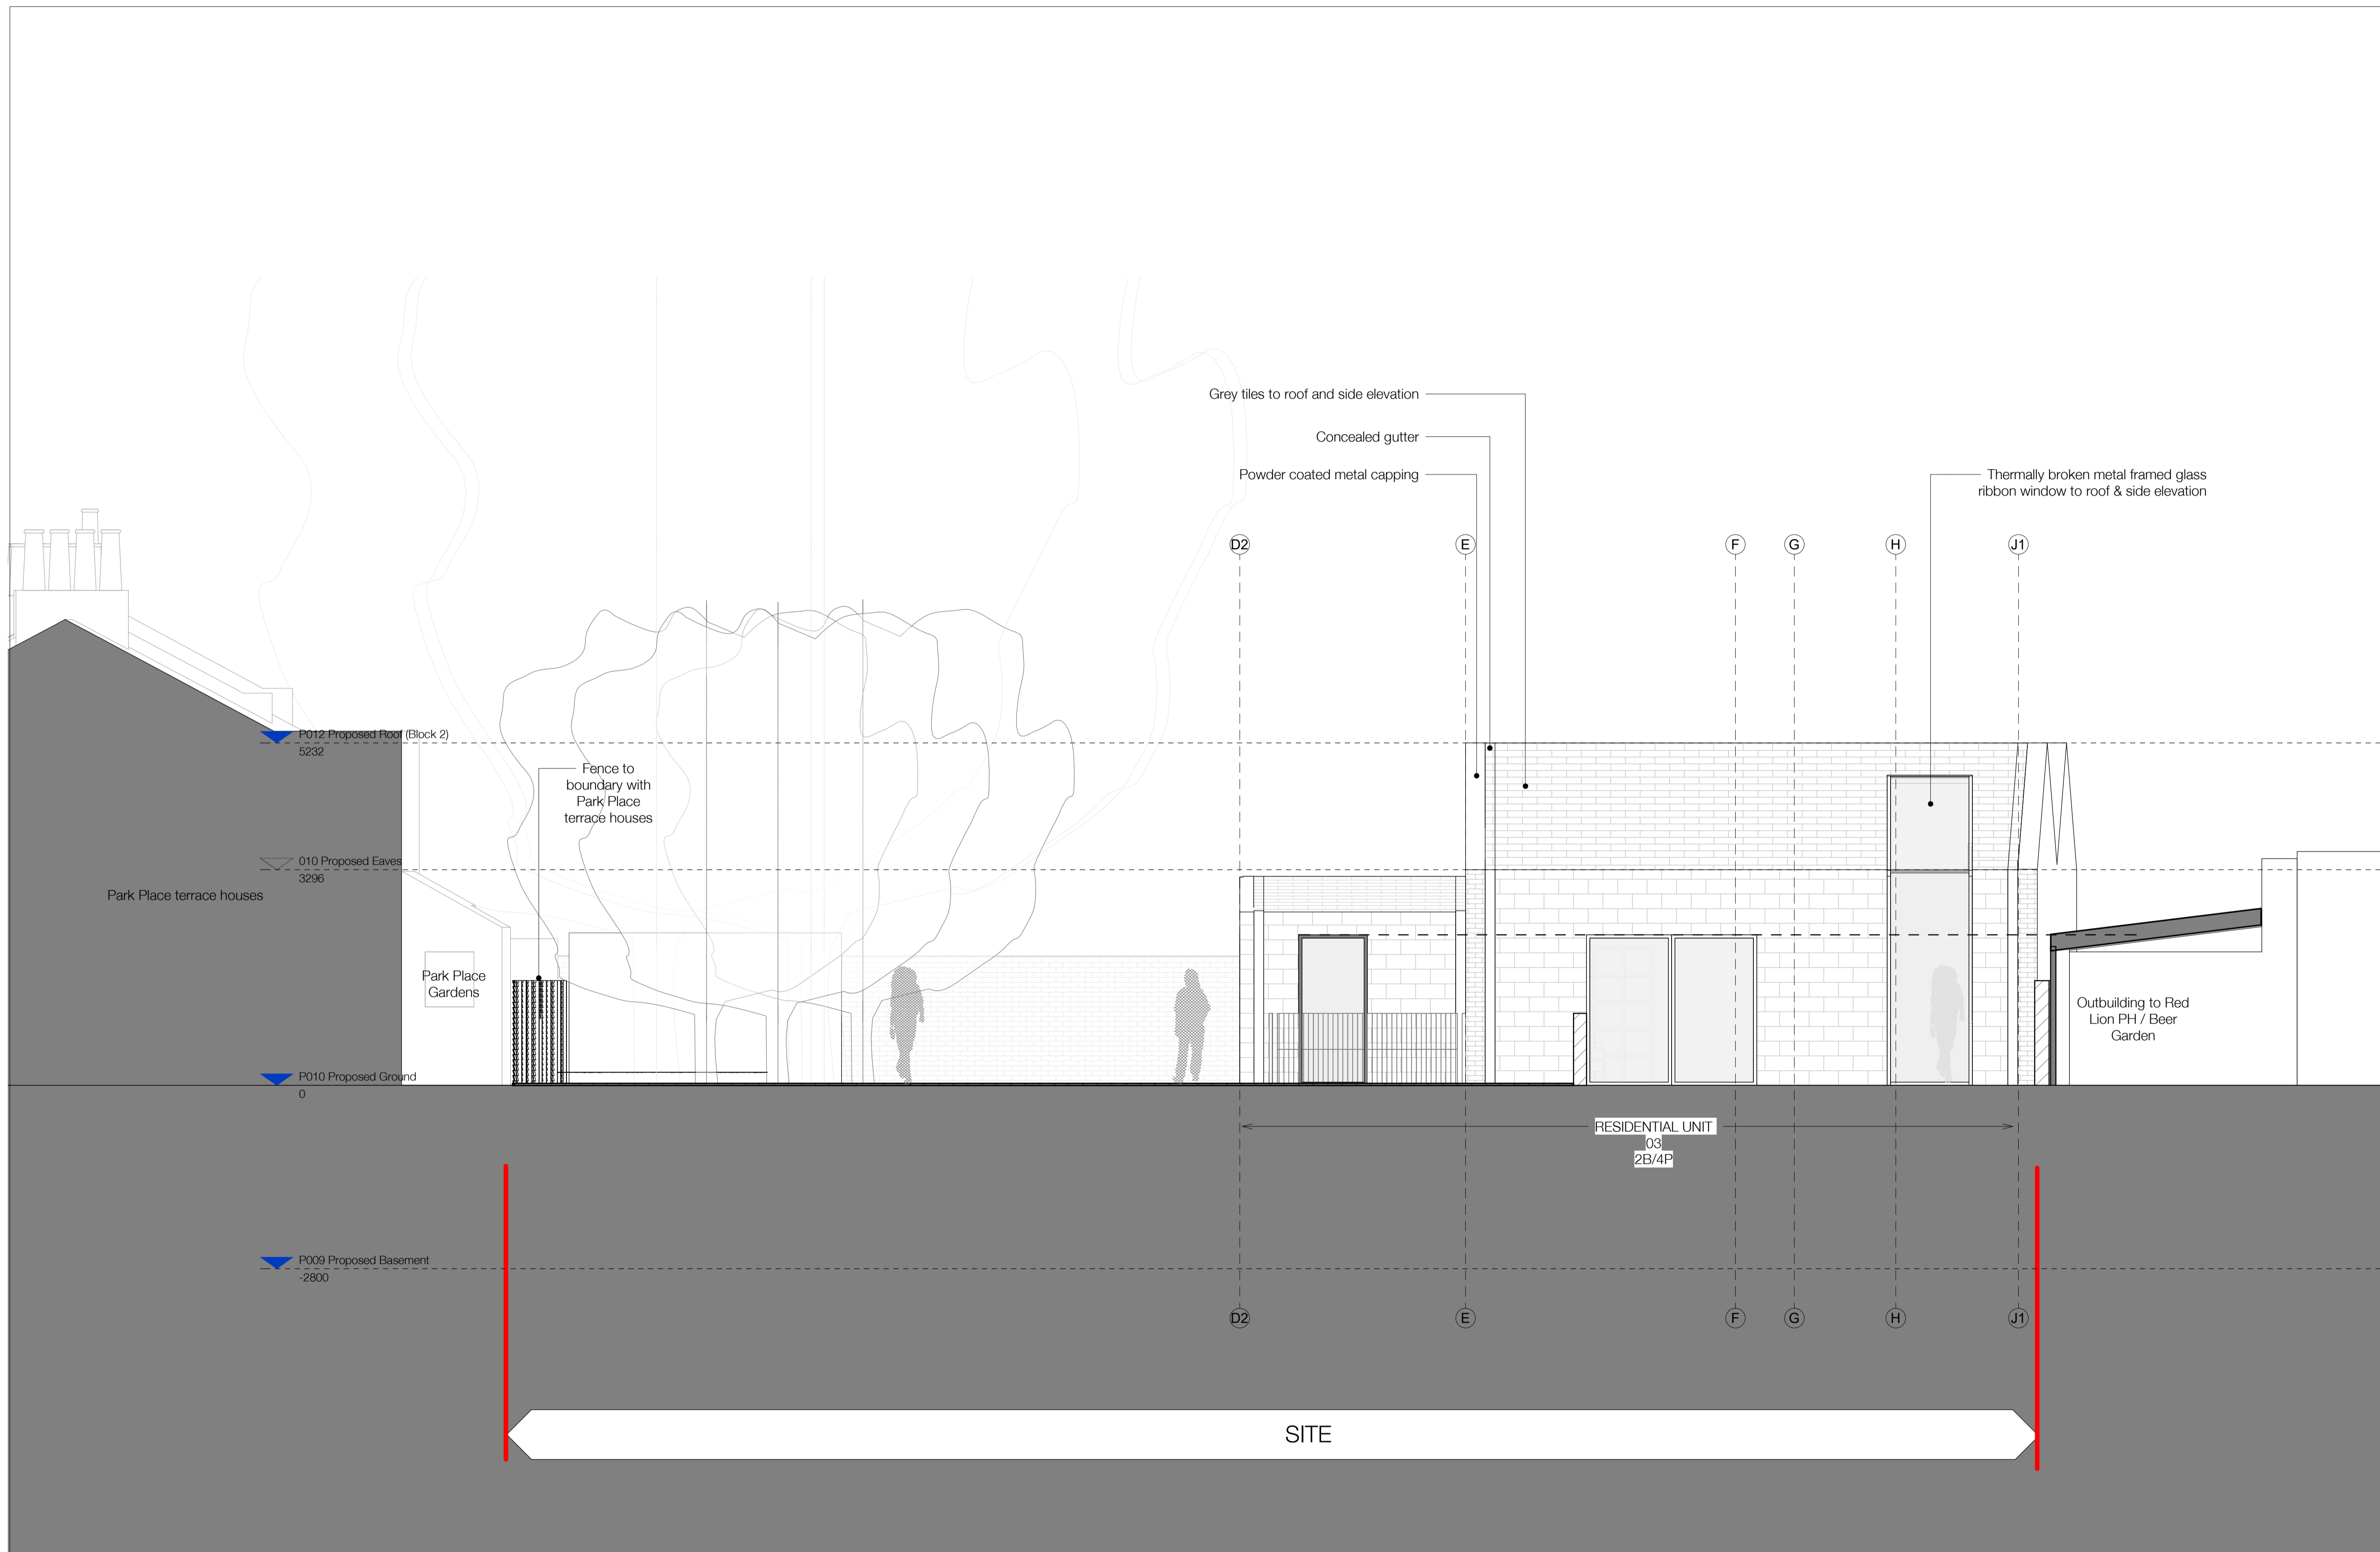 Grey tiles to roof and side elevation
Concealed gutter
Powder coated metal capping
Thermally broken metal framed glass
ribbon window to roof & side elevation
D2
E
F
G
H
J1
P012 Proposed Roof (Block 2)
5232
Fence to
boundary with
Park Place
terrace houses
010 Proposed Eaves
3296
Park Place terrace houses
Park Place
Gardens
Outbuilding to Red
Lion PH / Beer
Garden
P010 Proposed Ground
0
RESIDENTIAL UNIT
03
2B/4P
P009 Proposed Basement
-2800
D2
E
F
G
H
J1
SITE